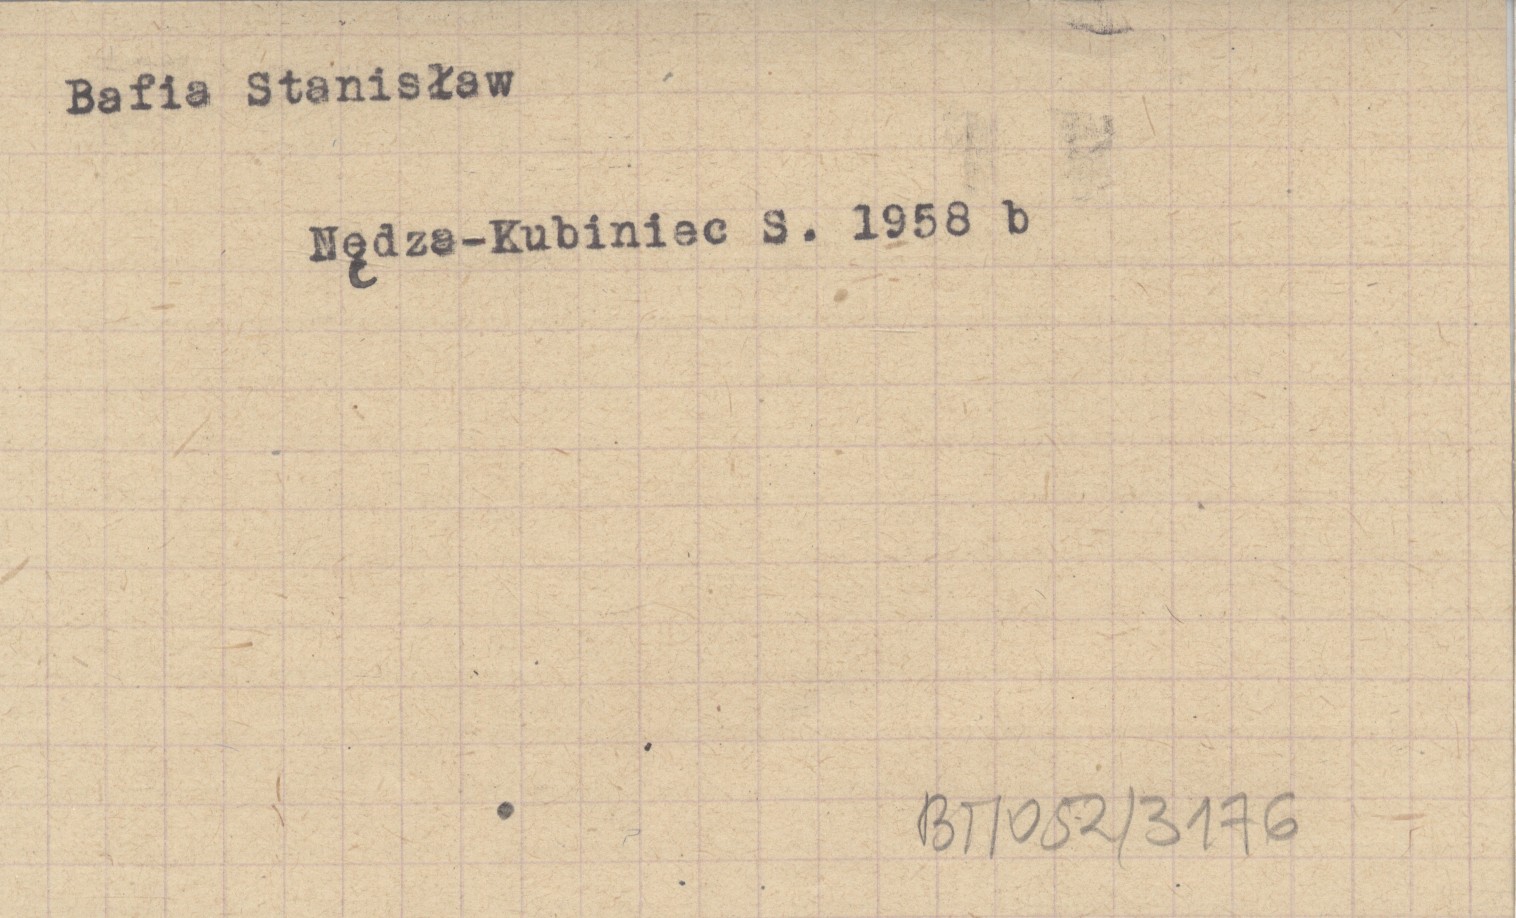 Bafia Stanisław
Nędza-Kubiniec S. 1958 b
BT/052/3176